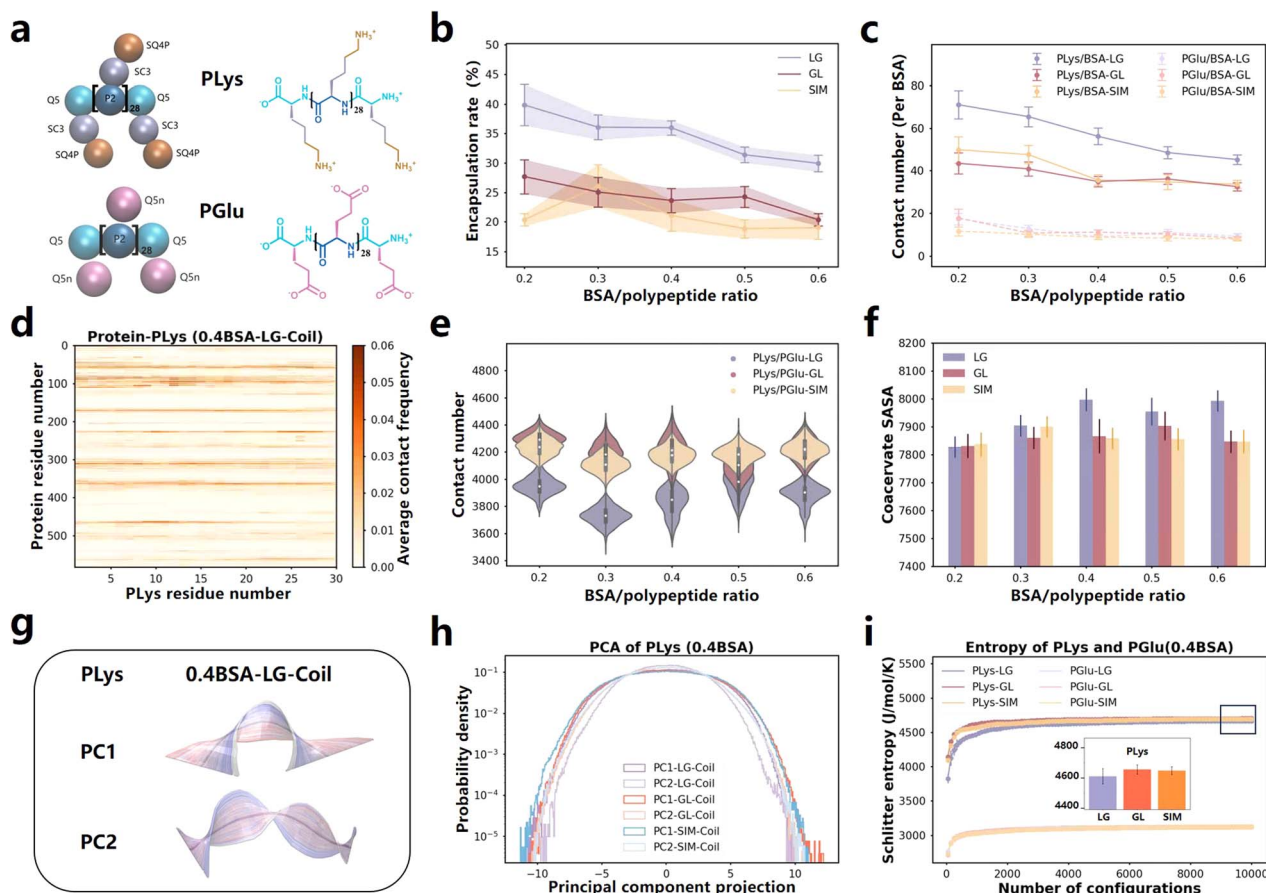 a
SQ4P
SC3
Q5
[P2]28
Q5
SC3
SC3
SQ4P
SQ4P
PLys
NH3+
O
O-
N
H
O
H
N
28
O
NH3+
NH3+
NH3+
Q5n
Q5
[P2]28
Q5
Q5n
Q5n
PGlu
-O
O
O
O-
N
H
O
H
N
28
O
NH3+
O-
O
O
O-
b
Encapsulation rate (%)
50
45
40
35
30
25
20
15
LG
GL
SIM
0.2 0.3 0.4 0.5 0.6
BSA/polypeptide ratio
c
Contact number (Per BSA)
80
60
40
20
0
PLys/BSA-LG
PLys/BSA-GL
PLys/BSA-SIM
PGlu/BSA-LG
PGlu/BSA-GL
PGlu/BSA-SIM
0.2 0.3 0.4 0.5 0.6
BSA/polypeptide ratio
d
Protein-PLys (0.4BSA-LG-Coil)
Protein residue number
0
100
200
300
400
500
5 10 15 20 25 30
PLys residue number
0.06
0.05
0.04
0.03
0.02
0.01
0.00
Average contact frequency
e
Contact number
4400
4200
4000
3800
3600
3400
PLys/PGlu-LG
PLys/PGlu-GL
PLys/PGlu-SIM
0.2 0.3 0.4 0.5 0.6
BSA/polypeptide ratio
f
Coacervate SASA
8200
8100
8000
7900
7800
7700
7600
7500
7400
LG
GL
SIM
0.2 0.3 0.4 0.5 0.6
BSA/polypeptide ratio
g
PLys 0.4BSA-LG-Coil
PC1
PC2
h
PCA of PLys (0.4BSA)
Probability density
10⁻¹
10⁻²
10⁻³
10⁻⁴
10⁻⁵
PC1-LG-Coil
PC2-LG-Coil
PC1-GL-Coil
PC2-GL-Coil
PC1-SIM-Coil
PC2-SIM-Coil
−10 −5 0 5 10
Principal component projection
i
Entropy of PLys and PGlu(0.4BSA)
Schlitter entropy (J/mol/K)
5500
5000
4500
4000
3500
3000
PLys-LG
PLys-GL
PLys-SIM
PGlu-LG
PGlu-GL
PGlu-SIM
PLys
4800
4600
4400
LG GL SIM
0 2000 4000 6000 8000 10000
Number of configurations